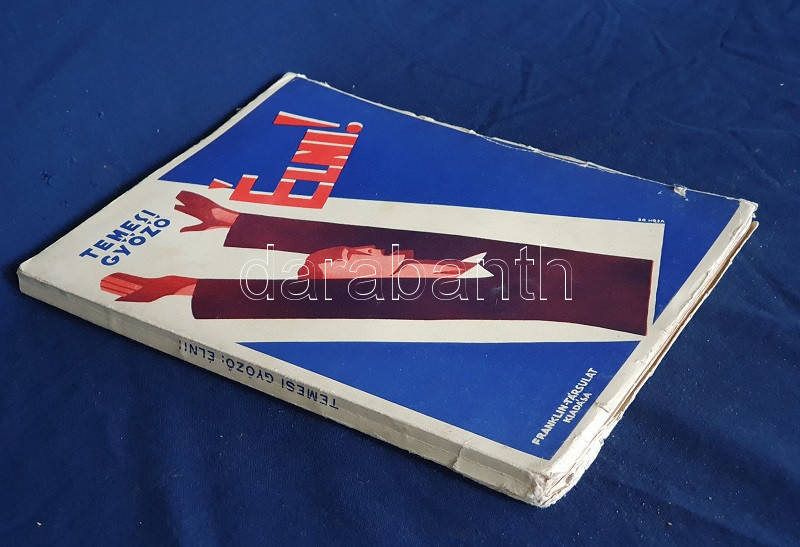 ÉLNI!
TEMESI
GYŐZŐ
darabanth
FRANKLIN-TÁRSULAT
KIADÁSA
TEMESI GYŐZŐ: ÉLNI!